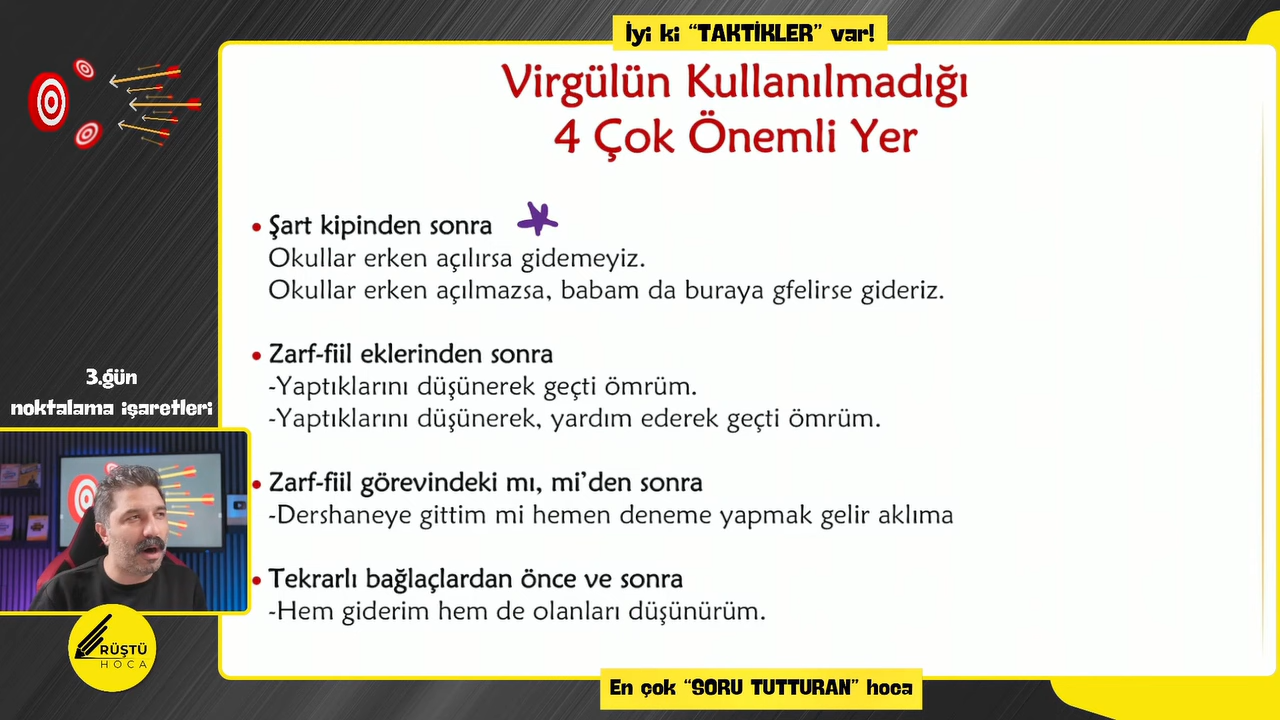 İyi ki “TAKTİKLER” var!
Virgülün Kullanılmadığı
4 Çok Önemli Yer
• Şart kipinden sonra
Okullar erken açılırsa gidemeyiz.
Okullar erken açılmazsa, babam da buraya gfelirse gideriz.
• Zarf-fiil eklerinden sonra
-Yaptıklarını düşünerek geçti ömrüm.
-Yaptıklarını düşünerek, yardım ederek geçti ömrüm.
• Zarf-fiil görevindeki mı, mi’den sonra
-Dershaneye gittim mi hemen deneme yapmak gelir aklıma
• Tekrarlı bağlaçlardan önce ve sonra
-Hem giderim hem de olanları düşünürüm.
3.gün
noktalama işaretleri
RÜŞTÜ
HOCA
En çok “SORU TUTTURAN” hoca